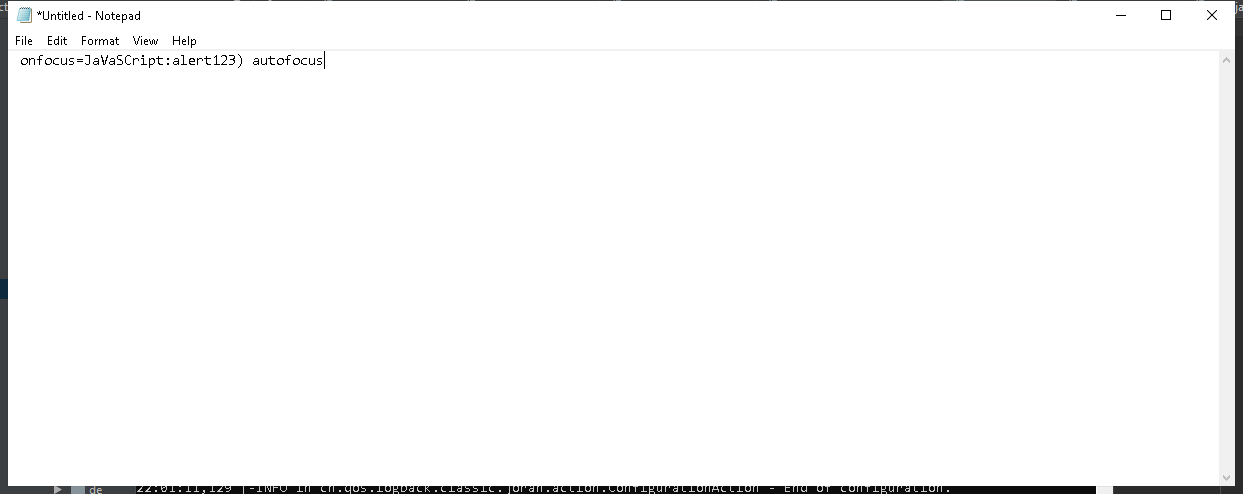 *Untitled - Notepad
File Edit Format View Help
onfocus=JaVaSCript:alert123) autofocus
de 22:01:11,129 |-INFO in ch.qos.logback.classic.joran.action.ConfigurationAction - End of configuration.